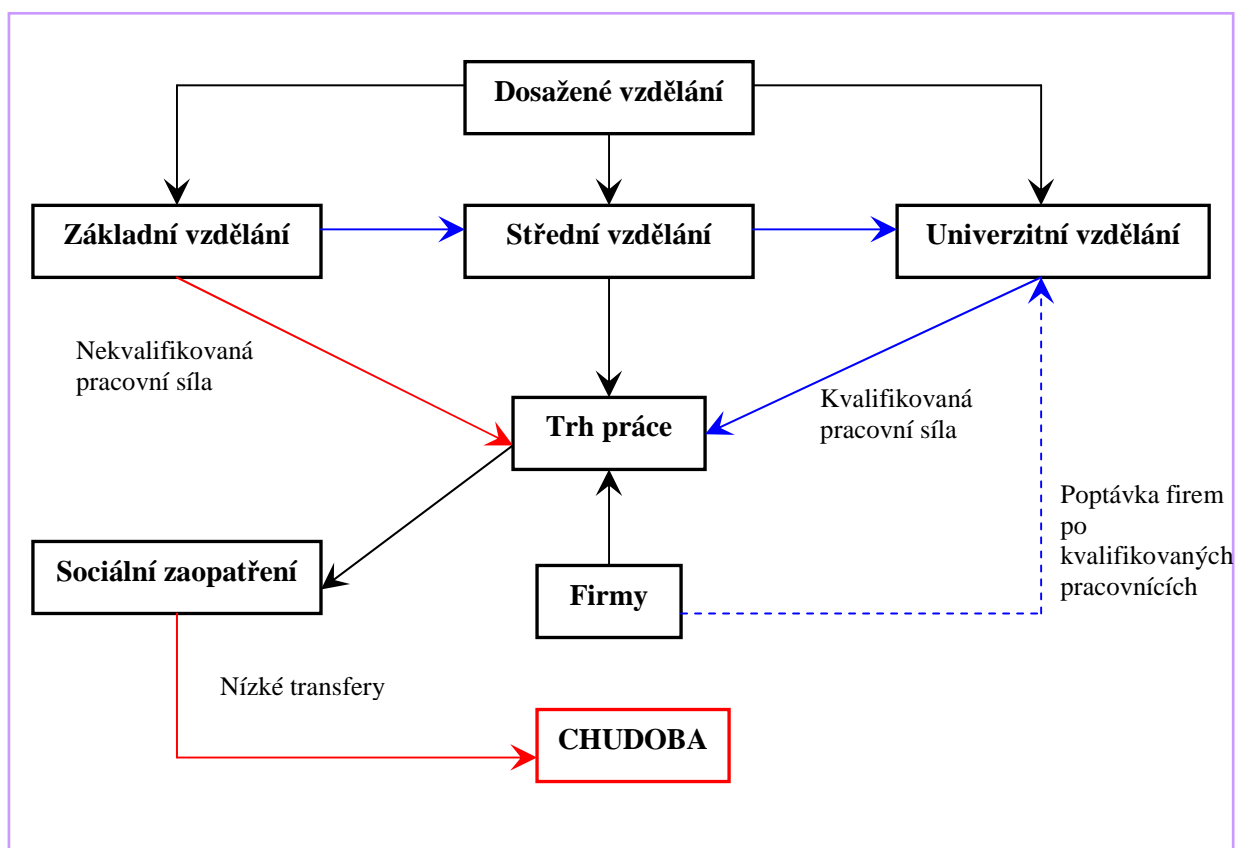 Dosažené vzdělání
Základní vzdělání
Střední vzdělání
Univerzitní vzdělání
Nekvalifikovaná
pracovní síla
Trh práce
Kvalifikovaná
pracovní síla
Poptávka firem
po
kvalifikovaných
pracovnících
Sociální zaopatření
Firmy
Nízké transfery
CHUDOBA